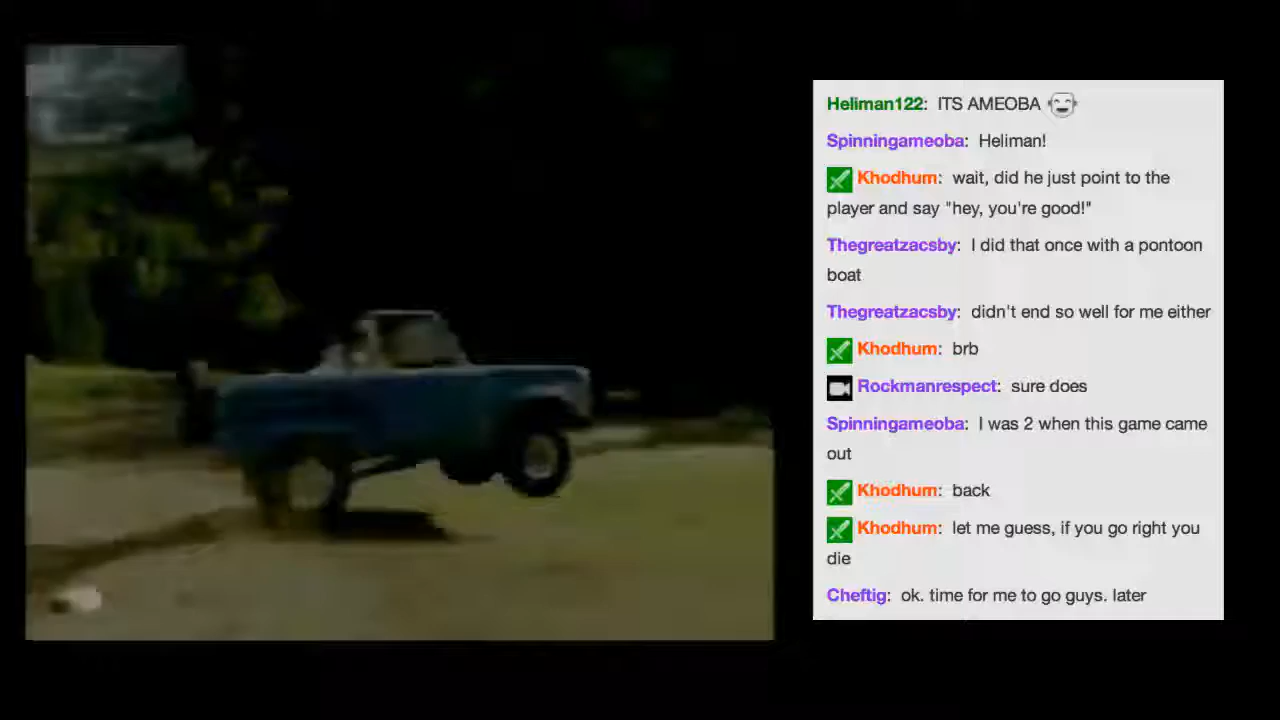 Heliman122: ITS AMEOBA
Spinningameoba: Heliman!
Khodhum: wait, did he just point to the
player and say "hey, you're good!"
Thegreatzacsby: I did that once with a pontoon
boat
Thegreatzacsby: didn't end so well for me either
Khodhum: brb
Rockmanrespect: sure does
Spinningameoba: I was 2 when this game came
out
Khodhum: back
Khodhum: let me guess, if you go right you
die
Cheftig: ok. time for me to go guys. later